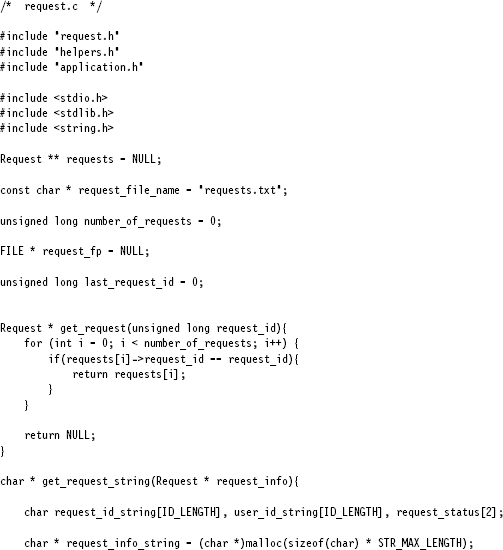 /*  request.c  */
#include "request.h"
#include "helpers.h"
#include "application.h"
#include <stdio.h>
#include <stdlib.h>
#include <string.h>
Request ** requests = NULL;
const char * request_file_name = "requests.txt";
unsigned long number_of_requests = 0;
FILE * request_fp = NULL;
unsigned long last_request_id = 0;
Request * get_request(unsigned long request_id){
    for (int i = 0; i < number_of_requests; i++) {
        if(requests[i]->request_id == request_id){
            return requests[i];
        }
    }
    return NULL;
}
char * get_request_string(Request * request_info){
    char request_id_string[ID_LENGTH], user_id_string[ID_LENGTH], request_status[2];
    char * request_info_string = (char *)malloc(sizeof(char) * STR_MAX_LENGTH);